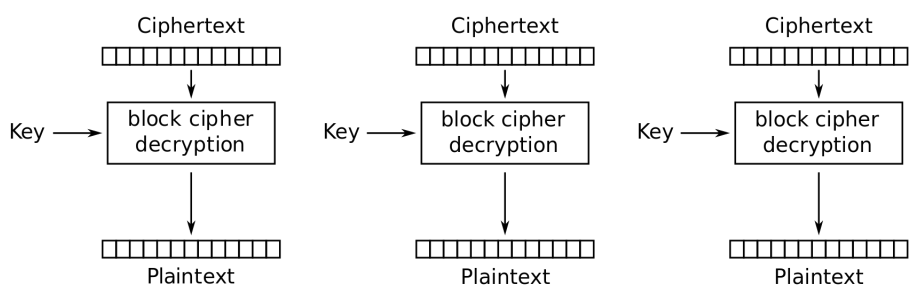 Ciphertext Ciphertext Ciphertext
Key block cipher decryption Key block cipher decryption Key block cipher decryption
Plaintext Plaintext Plaintext